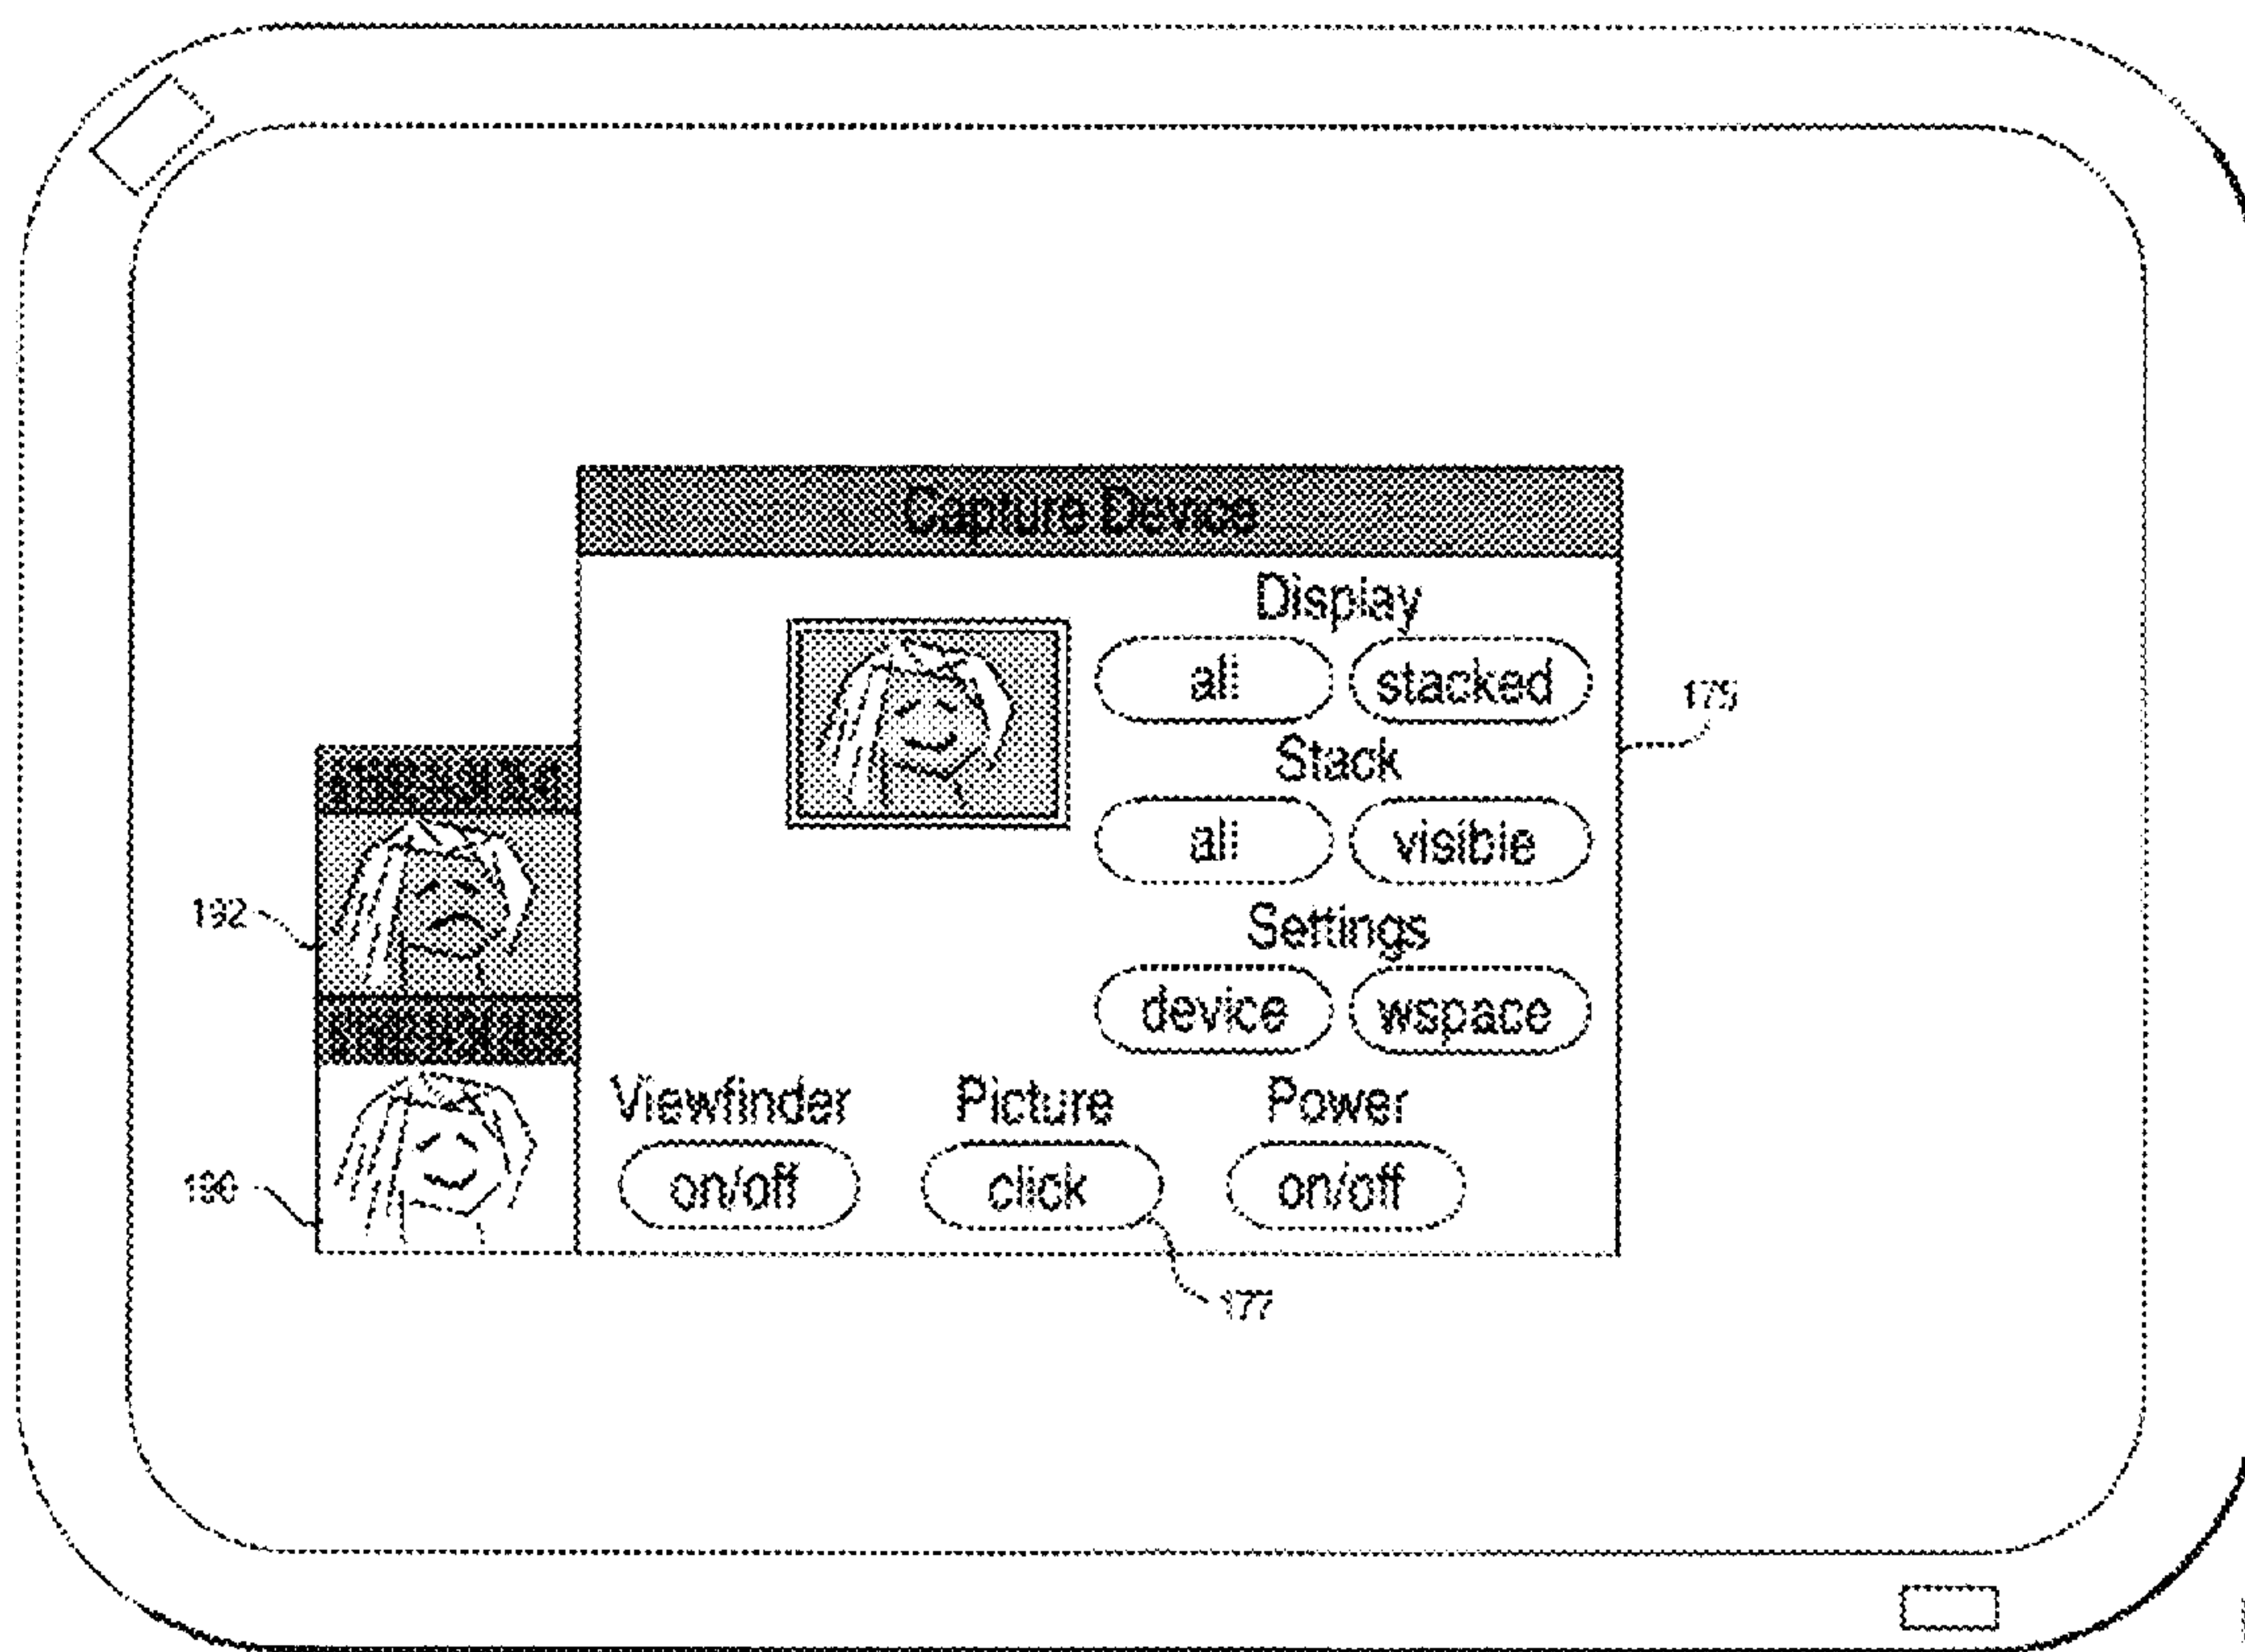 Capture Device
Display
all stacked
175
Stack
all visible
192
Settings
device wspace
Viewfinder Picture Power
190
on/off click on/off
177